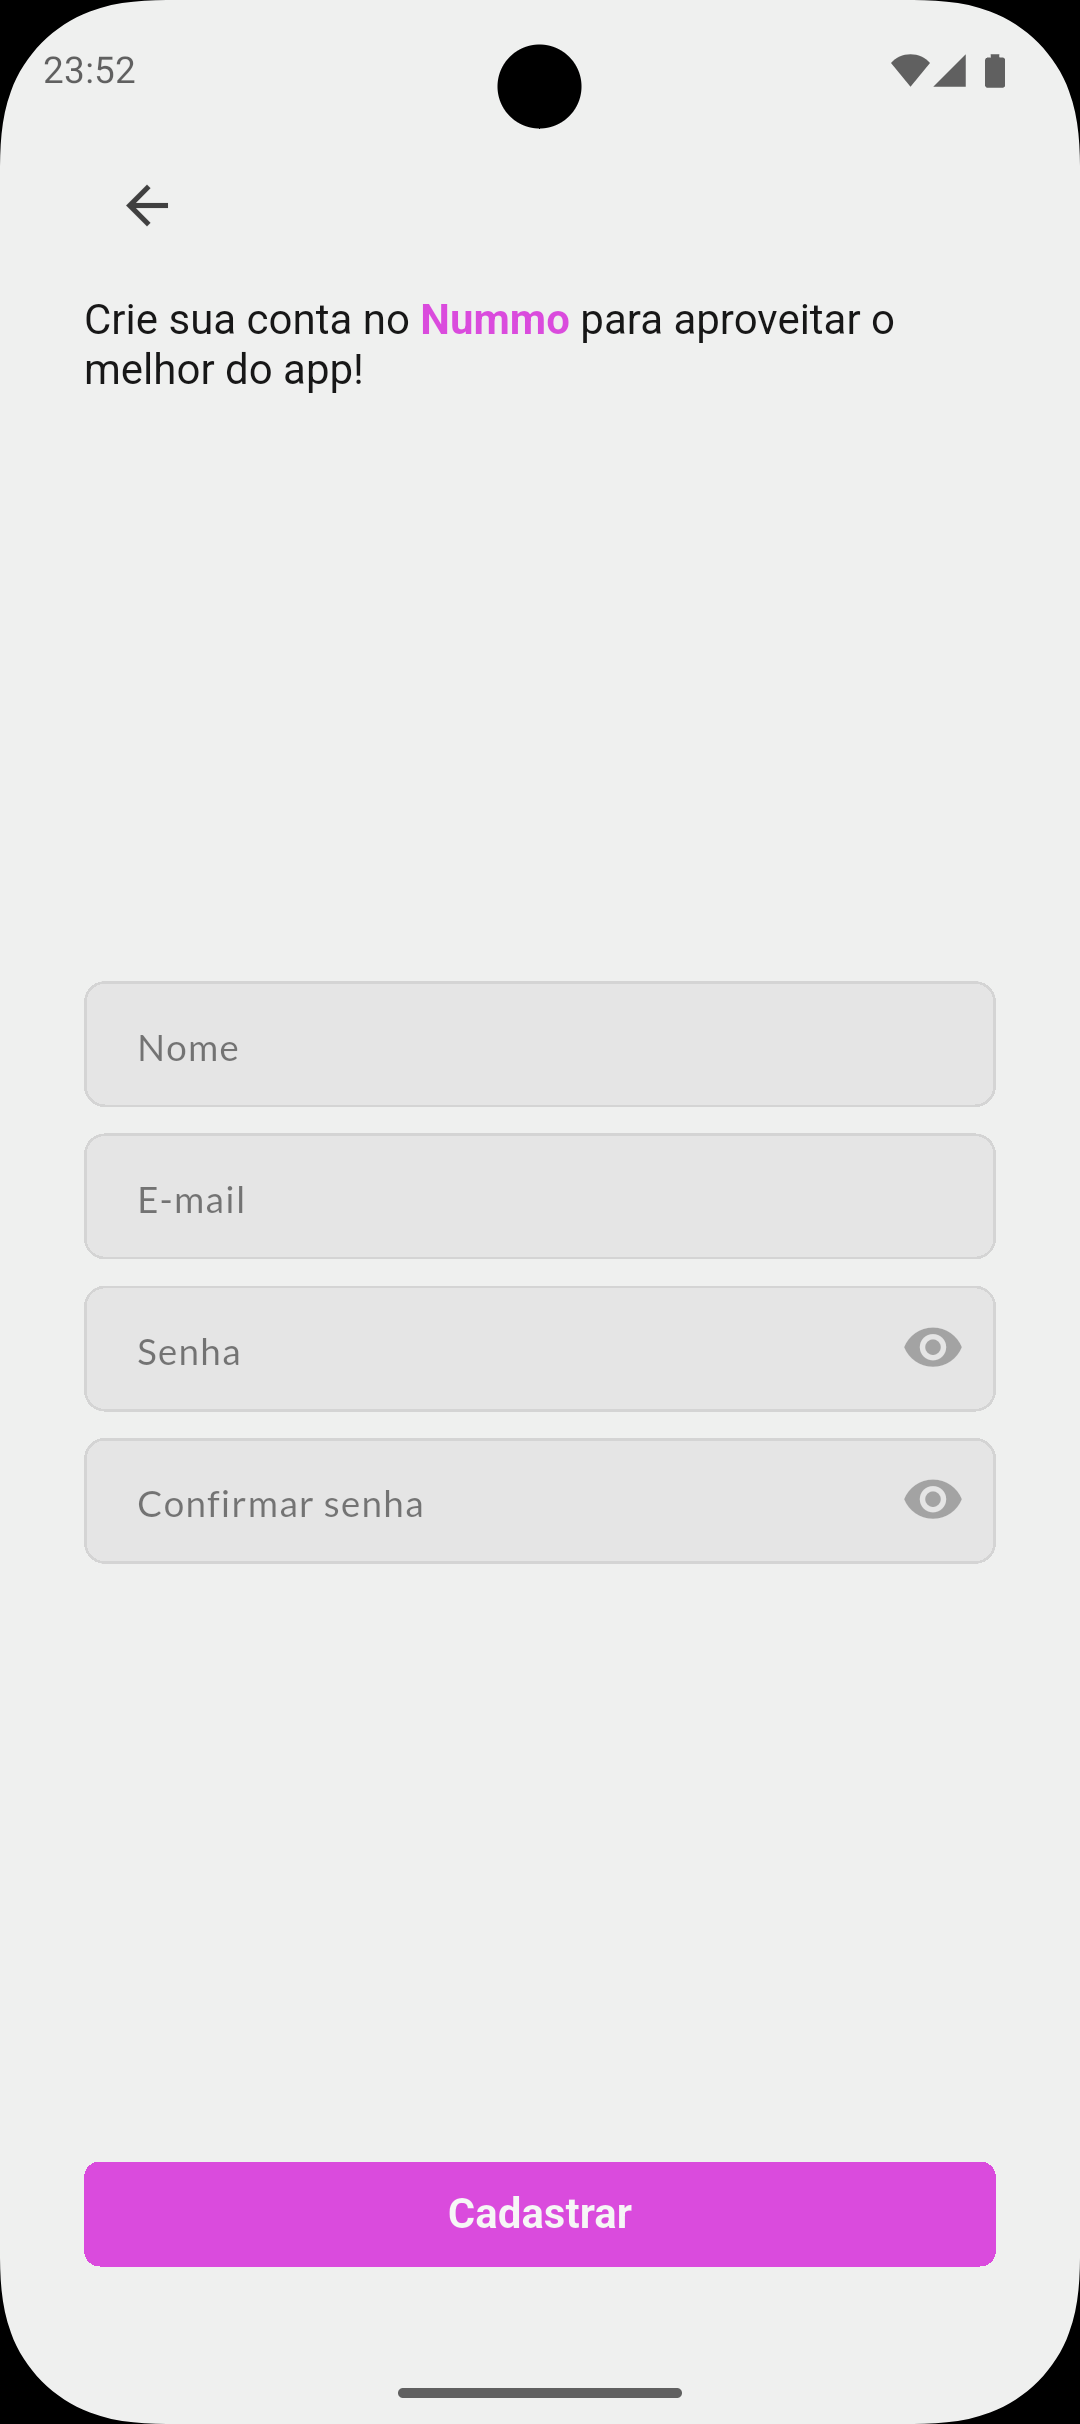 23:52
Crie sua conta no Nummo para aproveitar o
melhor do app!
Nome
E-mail
Senha
Confirmar senha
Cadastrar